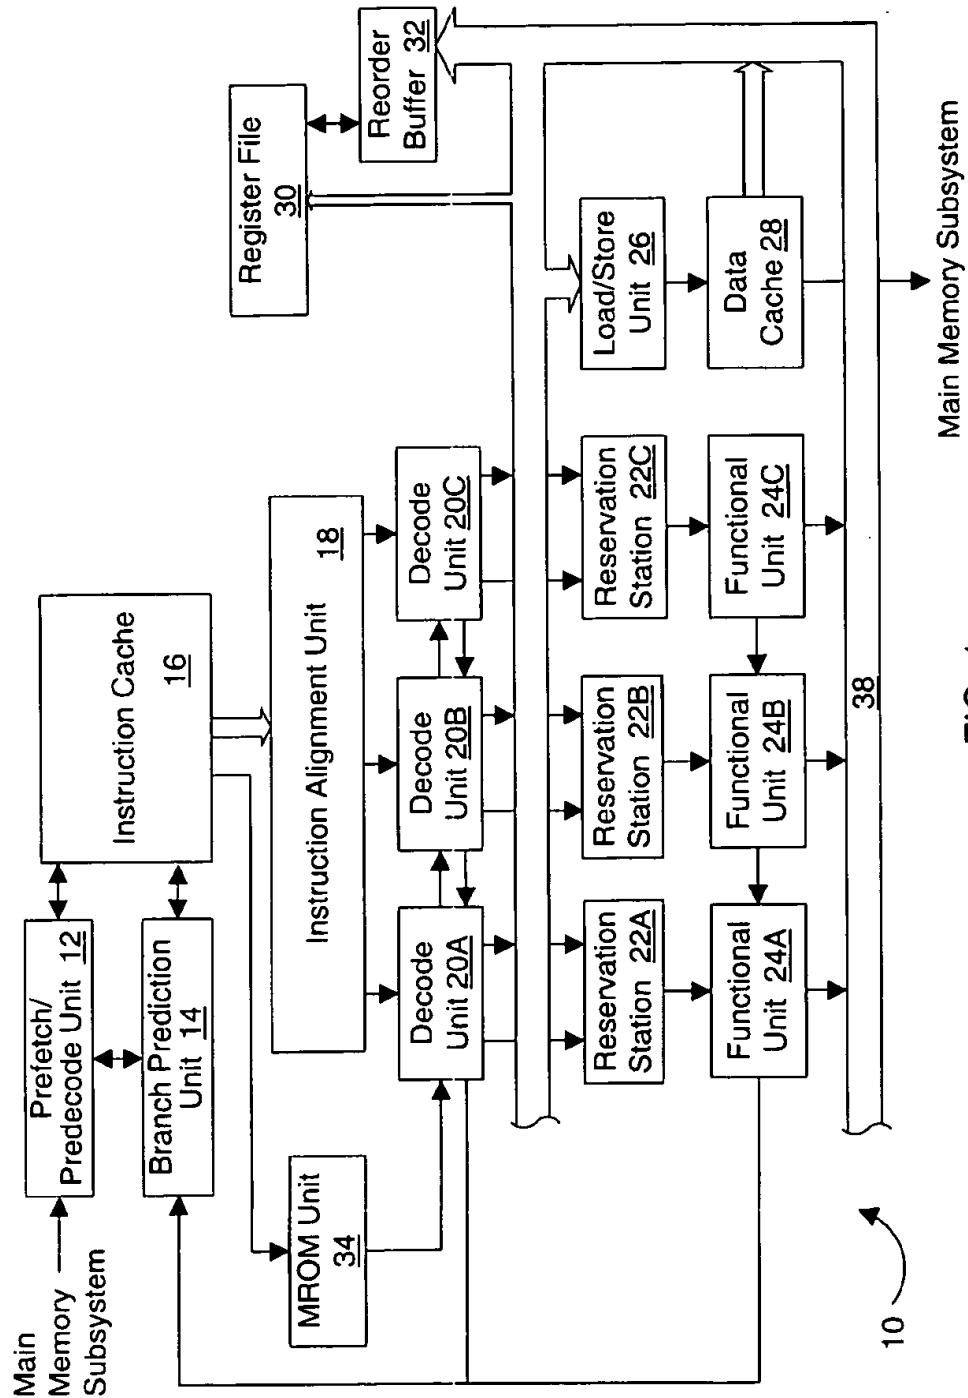 Main
Memory
Subsystem
Prefetch/
Predecode Unit 12
Branch Prediction
Unit 14
Instruction Cache
16
MROM Unit
34
Instruction Alignment Unit
18
Register File
30
Reorder
Buffer 32
Decode
Unit 20A
Decode
Unit 20B
Decode
Unit 20C
Reservation
Station 22A
Reservation
Station 22B
Reservation
Station 22C
Load/Store
Unit 26
Functional
Unit 24A
Functional
Unit 24B
Functional
Unit 24C
Data
Cache 28
38
Main Memory Subsystem
10